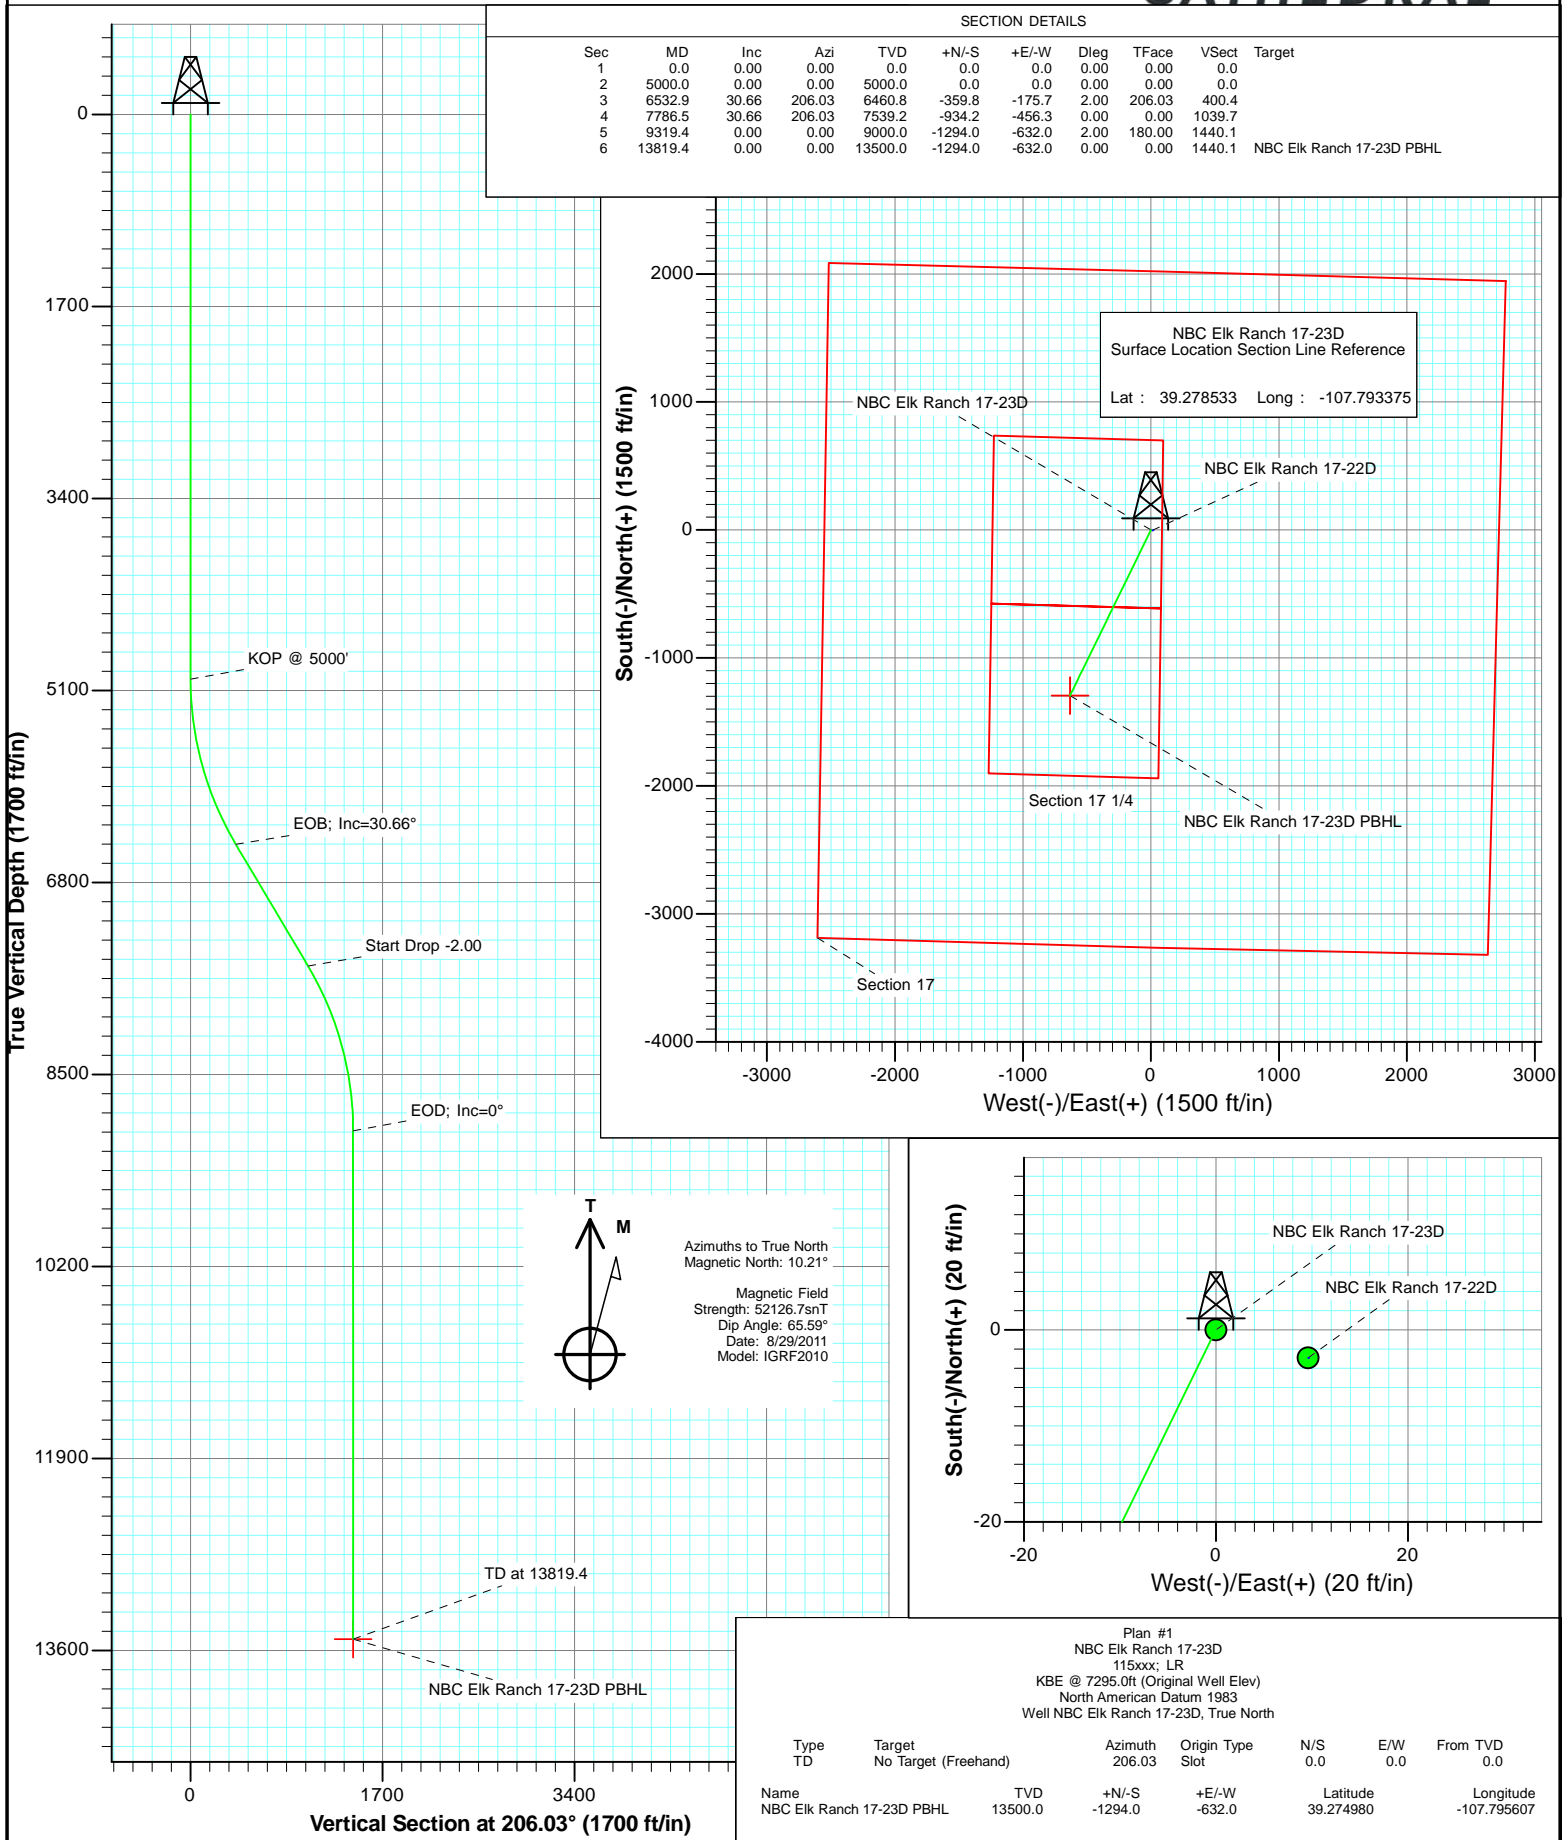 SECTION DETAILS
Sec MD Inc Azi TVD +N/-S +E/-W Dleg TFace VSect Target
1 0.0 0.00 0.00 0.0 0.0 0.0 0.00 0.00 0.0
2 5000.0 0.00 0.00 5000.0 0.0 0.0 0.00 0.00 0.0
3 6532.9 30.66 206.03 6460.8 -359.8 -175.7 2.00 206.03 400.4
4 7786.5 30.66 206.03 7539.2 -934.2 -456.3 0.00 0.00 1039.7
5 9319.4 0.00 0.00 9000.0 -1294.0 -632.0 2.00 180.00 1440.1
6 13819.4 0.00 0.00 13500.0 -1294.0 -632.0 0.00 0.00 1440.1 NBC Elk Ranch 17-23D PBHL
True Vertical Depth (1700 ft/in)
0
1700
3400
5100
6800
8500
10200
11900
13600
KOP @ 5000'
EOB; Inc=30.66°
Start Drop -2.00
EOD; Inc=0°
TD at 13819.4
NBC Elk Ranch 17-23D PBHL
0
1700
3400
Vertical Section at 206.03° (1700 ft/in)
South(-)/North(+) (1500 ft/in)
2000
1000
0
-1000
-2000
-3000
-4000
NBC Elk Ranch 17-23D
Surface Location Section Line Reference
Lat : 39.278533 Long : -107.793375
NBC Elk Ranch 17-23D
NBC Elk Ranch 17-22D
Section 17 1/4
NBC Elk Ranch 17-23D PBHL
Section 17
-3000 -2000 -1000 0 1000 2000 3000
West(-)/East(+) (1500 ft/in)
T
M
Azimuths to True North
Magnetic North: 10.21°
Magnetic Field
Strength: 52126.7snT
Dip Angle: 65.59°
Date: 8/29/2011
Model: IGRF2010
South(-)/North(+) (20 ft/in)
0
-20
NBC Elk Ranch 17-23D
NBC Elk Ranch 17-22D
-20 0 20
West(-)/East(+) (20 ft/in)
Plan #1
NBC Elk Ranch 17-23D
115xxx; LR
KBE @ 7295.0ft (Original Well Elev)
North American Datum 1983
Well NBC Elk Ranch 17-23D, True North
Type Target Azimuth Origin Type N/S E/W From TVD
TD No Target (Freehand) 206.03 Slot 0.0 0.0 0.0
Name TVD +N/-S +E/-W Latitude Longitude
NBC Elk Ranch 17-23D PBHL 13500.0 -1294.0 -632.0 39.274980 -107.795607